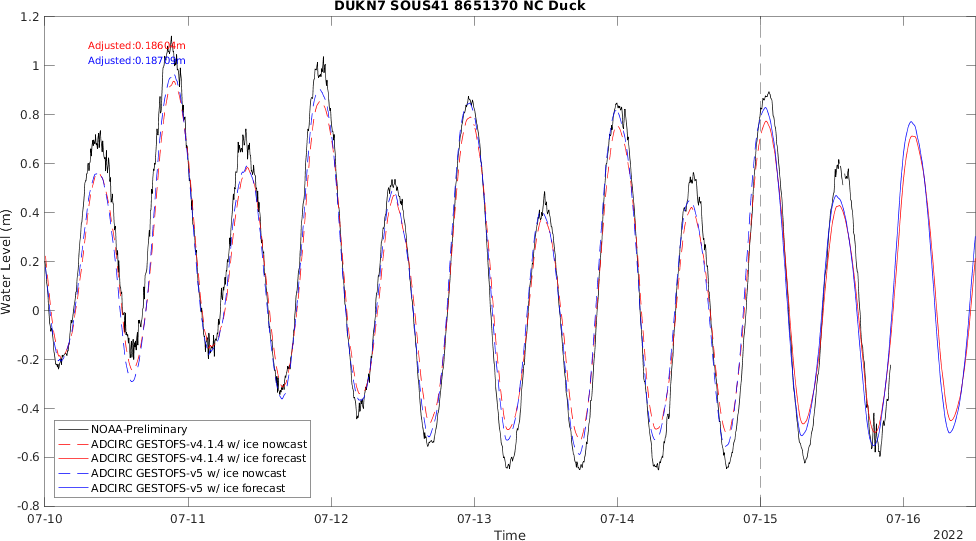 DUKN7 SOUS41 8651370 NC Duck
Adjusted:0.18604m
Adjusted:0.18709m
1.2
1
0.8
0.6
0.4
0.2
0
-0.2
-0.4
-0.6
-0.8
Water Level (m)
NOAA-Preliminary
ADCIRC GESTOFS-v4.1.4 w/ ice nowcast
ADCIRC GESTOFS-v4.1.4 w/ ice forecast
ADCIRC GESTOFS-v5 w/ ice nowcast
ADCIRC GESTOFS-v5 w/ ice forecast
07-10 07-11 07-12 07-13 07-14 07-15 07-16
Time
2022